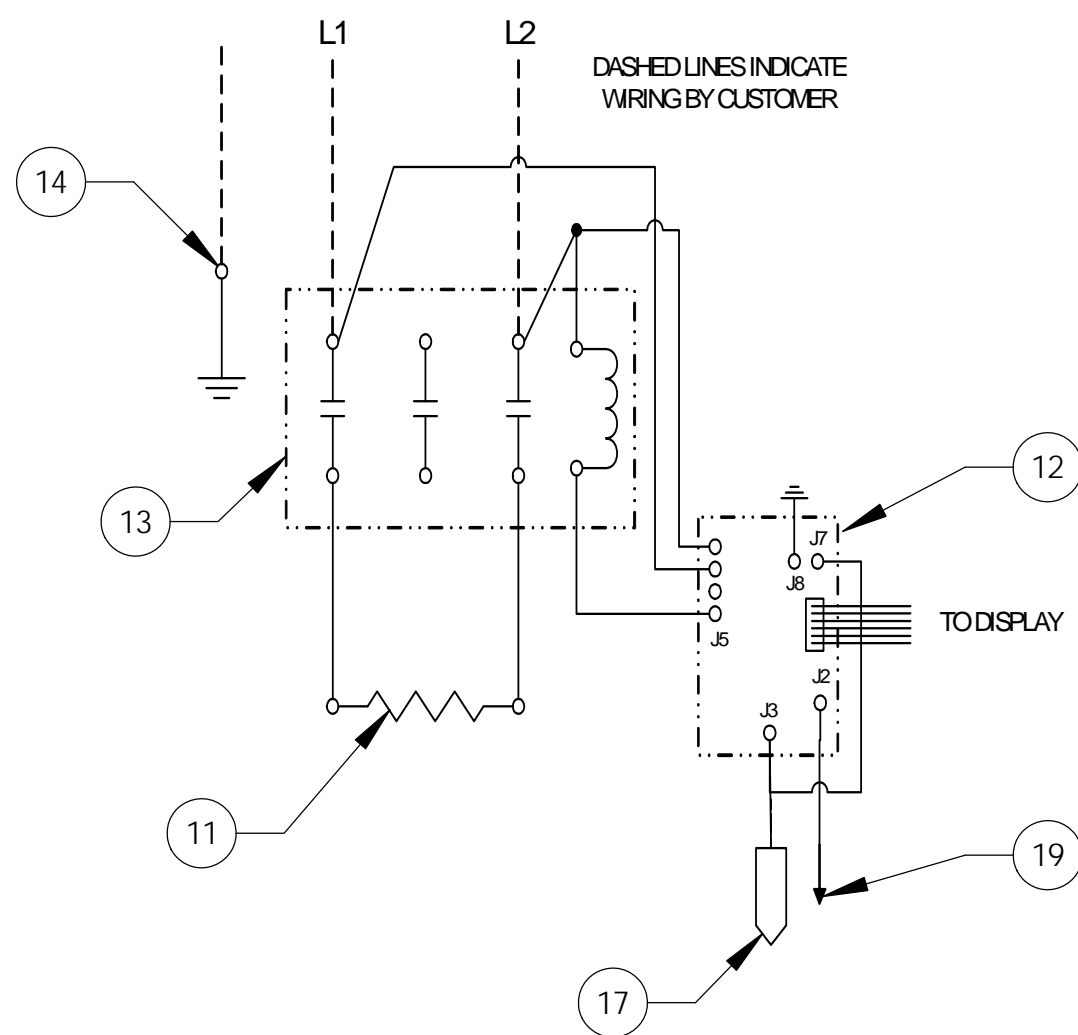 L1
L2
DASHED LINES INDICATE
WIRING BY CUSTOMER
14
12
13
J7
J8
TO DISPLAY
J5
J2
J3
11
19
17